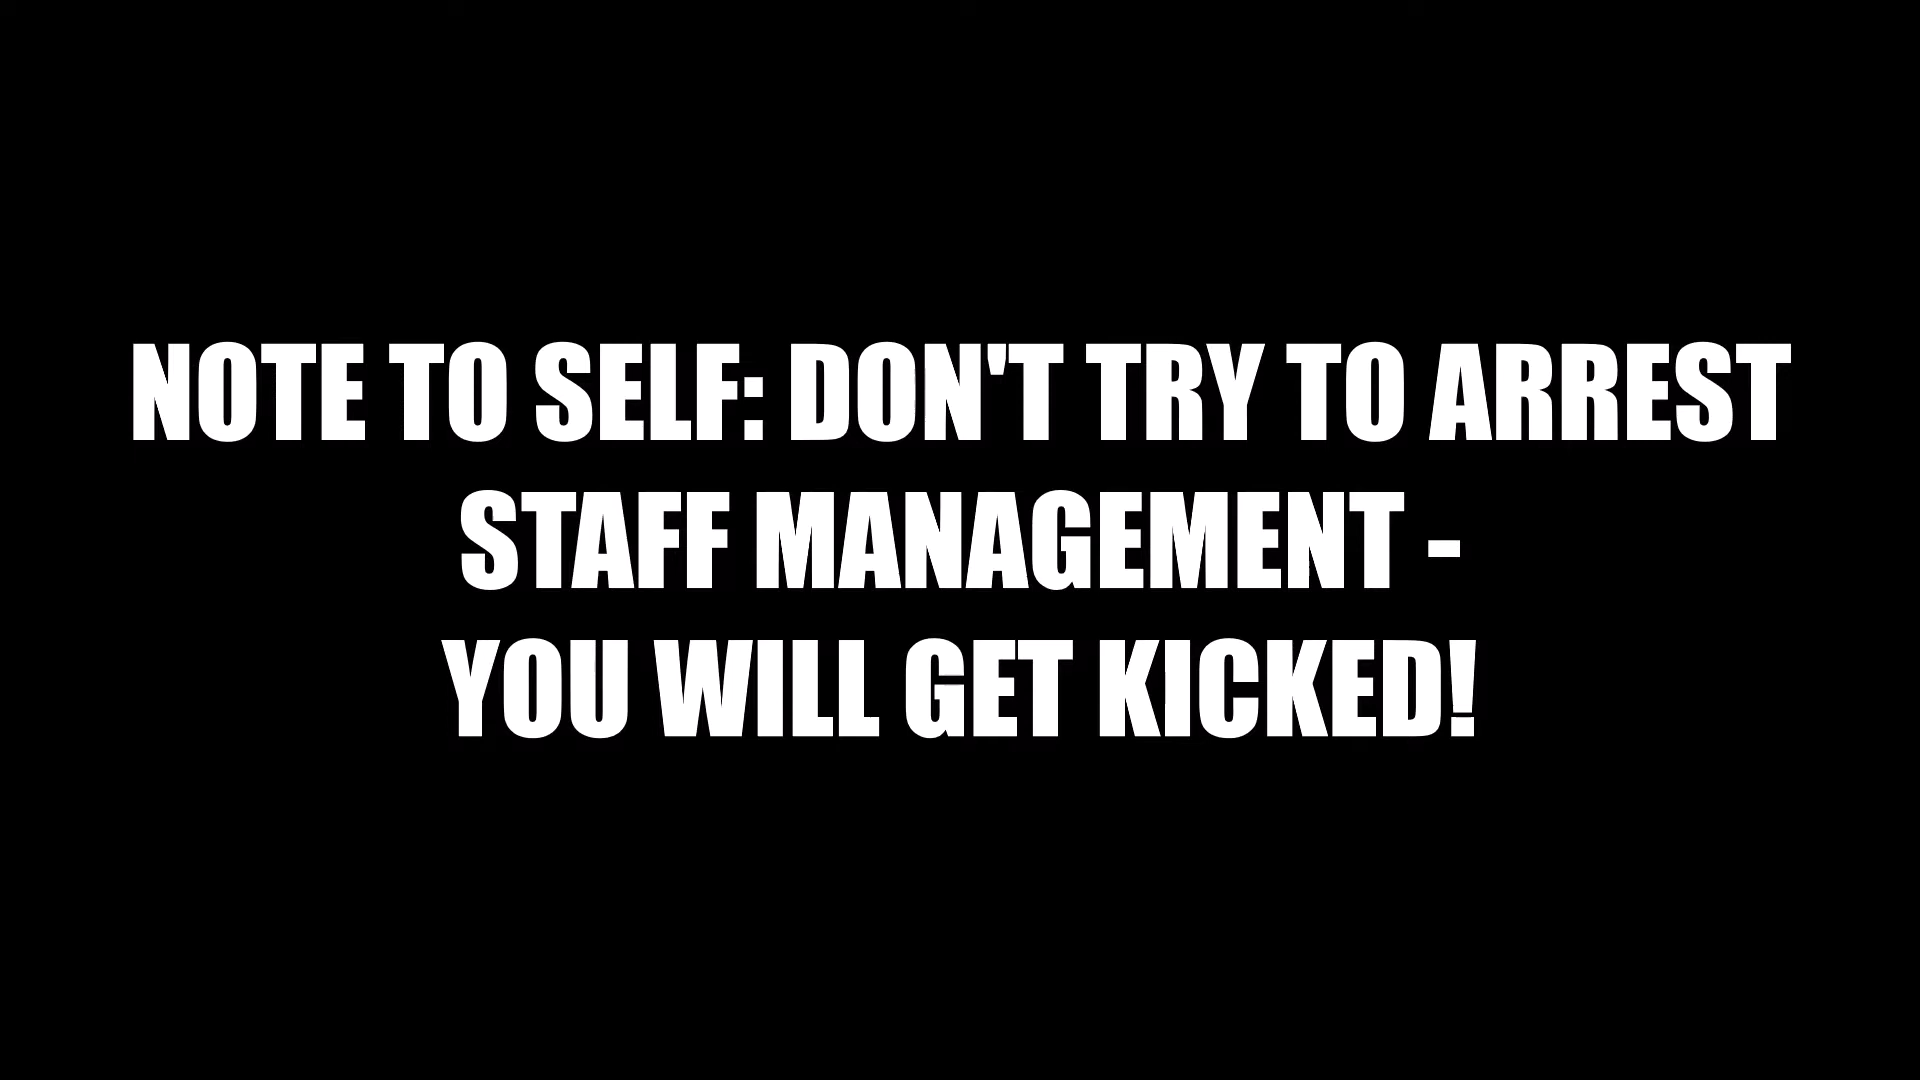 NOTE TO SELF: DON'T TRY TO ARREST
STAFF MANAGEMENT -
YOU WILL GET KICKED!